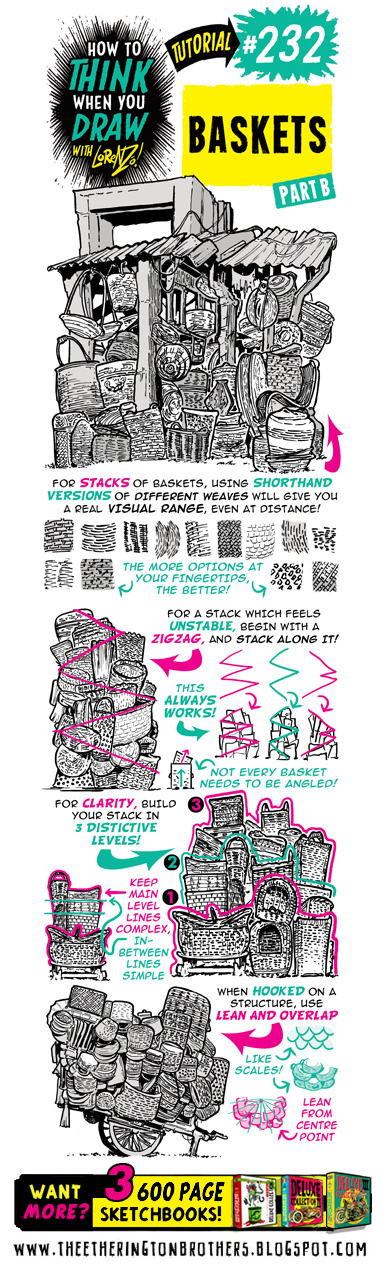 HOW TO
THINK
WHEN YOU
DRAW
WITH LORENZO!
TUTORIAL
#232
BASKETS
PART B
FOR STACKS OF BASKETS, USING SHORTHAND
VERSIONS OF DIFFERENT WEAVES WILL GIVE YOU
A REAL VISUAL RANGE, EVEN AT DISTANCE!
THE MORE OPTIONS AT
YOUR FINGERTIPS,
THE BETTER!
FOR A STACK WHICH FEELS
UNSTABLE, BEGIN WITH A
ZIGZAG, AND STACK ALONG IT!
THIS
ALWAYS
WORKS!
NOT EVERY BASKET
NEEDS TO BE ANGLED!
FOR CLARITY, BUILD
YOUR STACK IN
3 DISTICTIVE
LEVELS!
3
2
1
KEEP
MAIN
LEVEL
LINES
COMPLEX,
IN-
BETWEEN
LINES
SIMPLE
WHEN HOOKED ON A
STRUCTURE, USE
LEAN AND OVERLAP
LIKE
SCALES!
LEAN
FROM
CENTRE
POINT
WANT
MORE?
3 600 PAGE
SKETCHBOOKS!
WWW.THEETHERINGTONBROTHERS.BLOGSPOT.COM